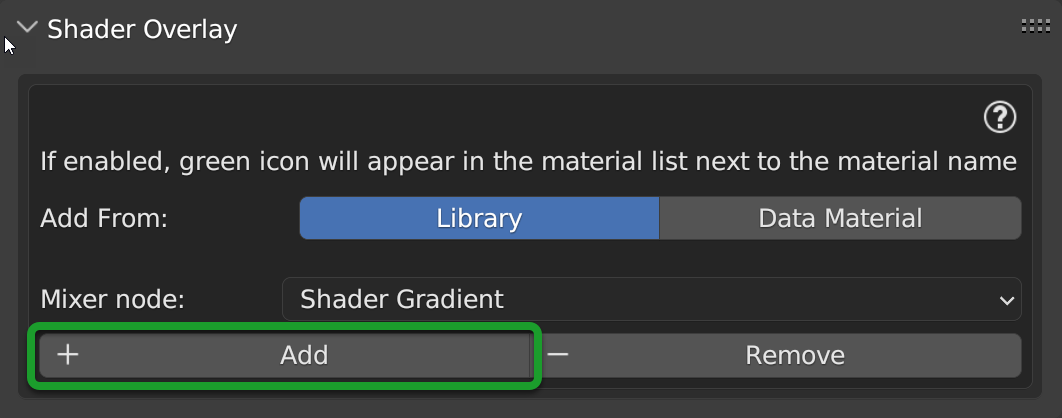 Shader Overlay
?
If enabled, green icon will appear in the material list next to the material name
Add From: Library Data Material
Mixer node: Shader Gradient
+ Add − Remove